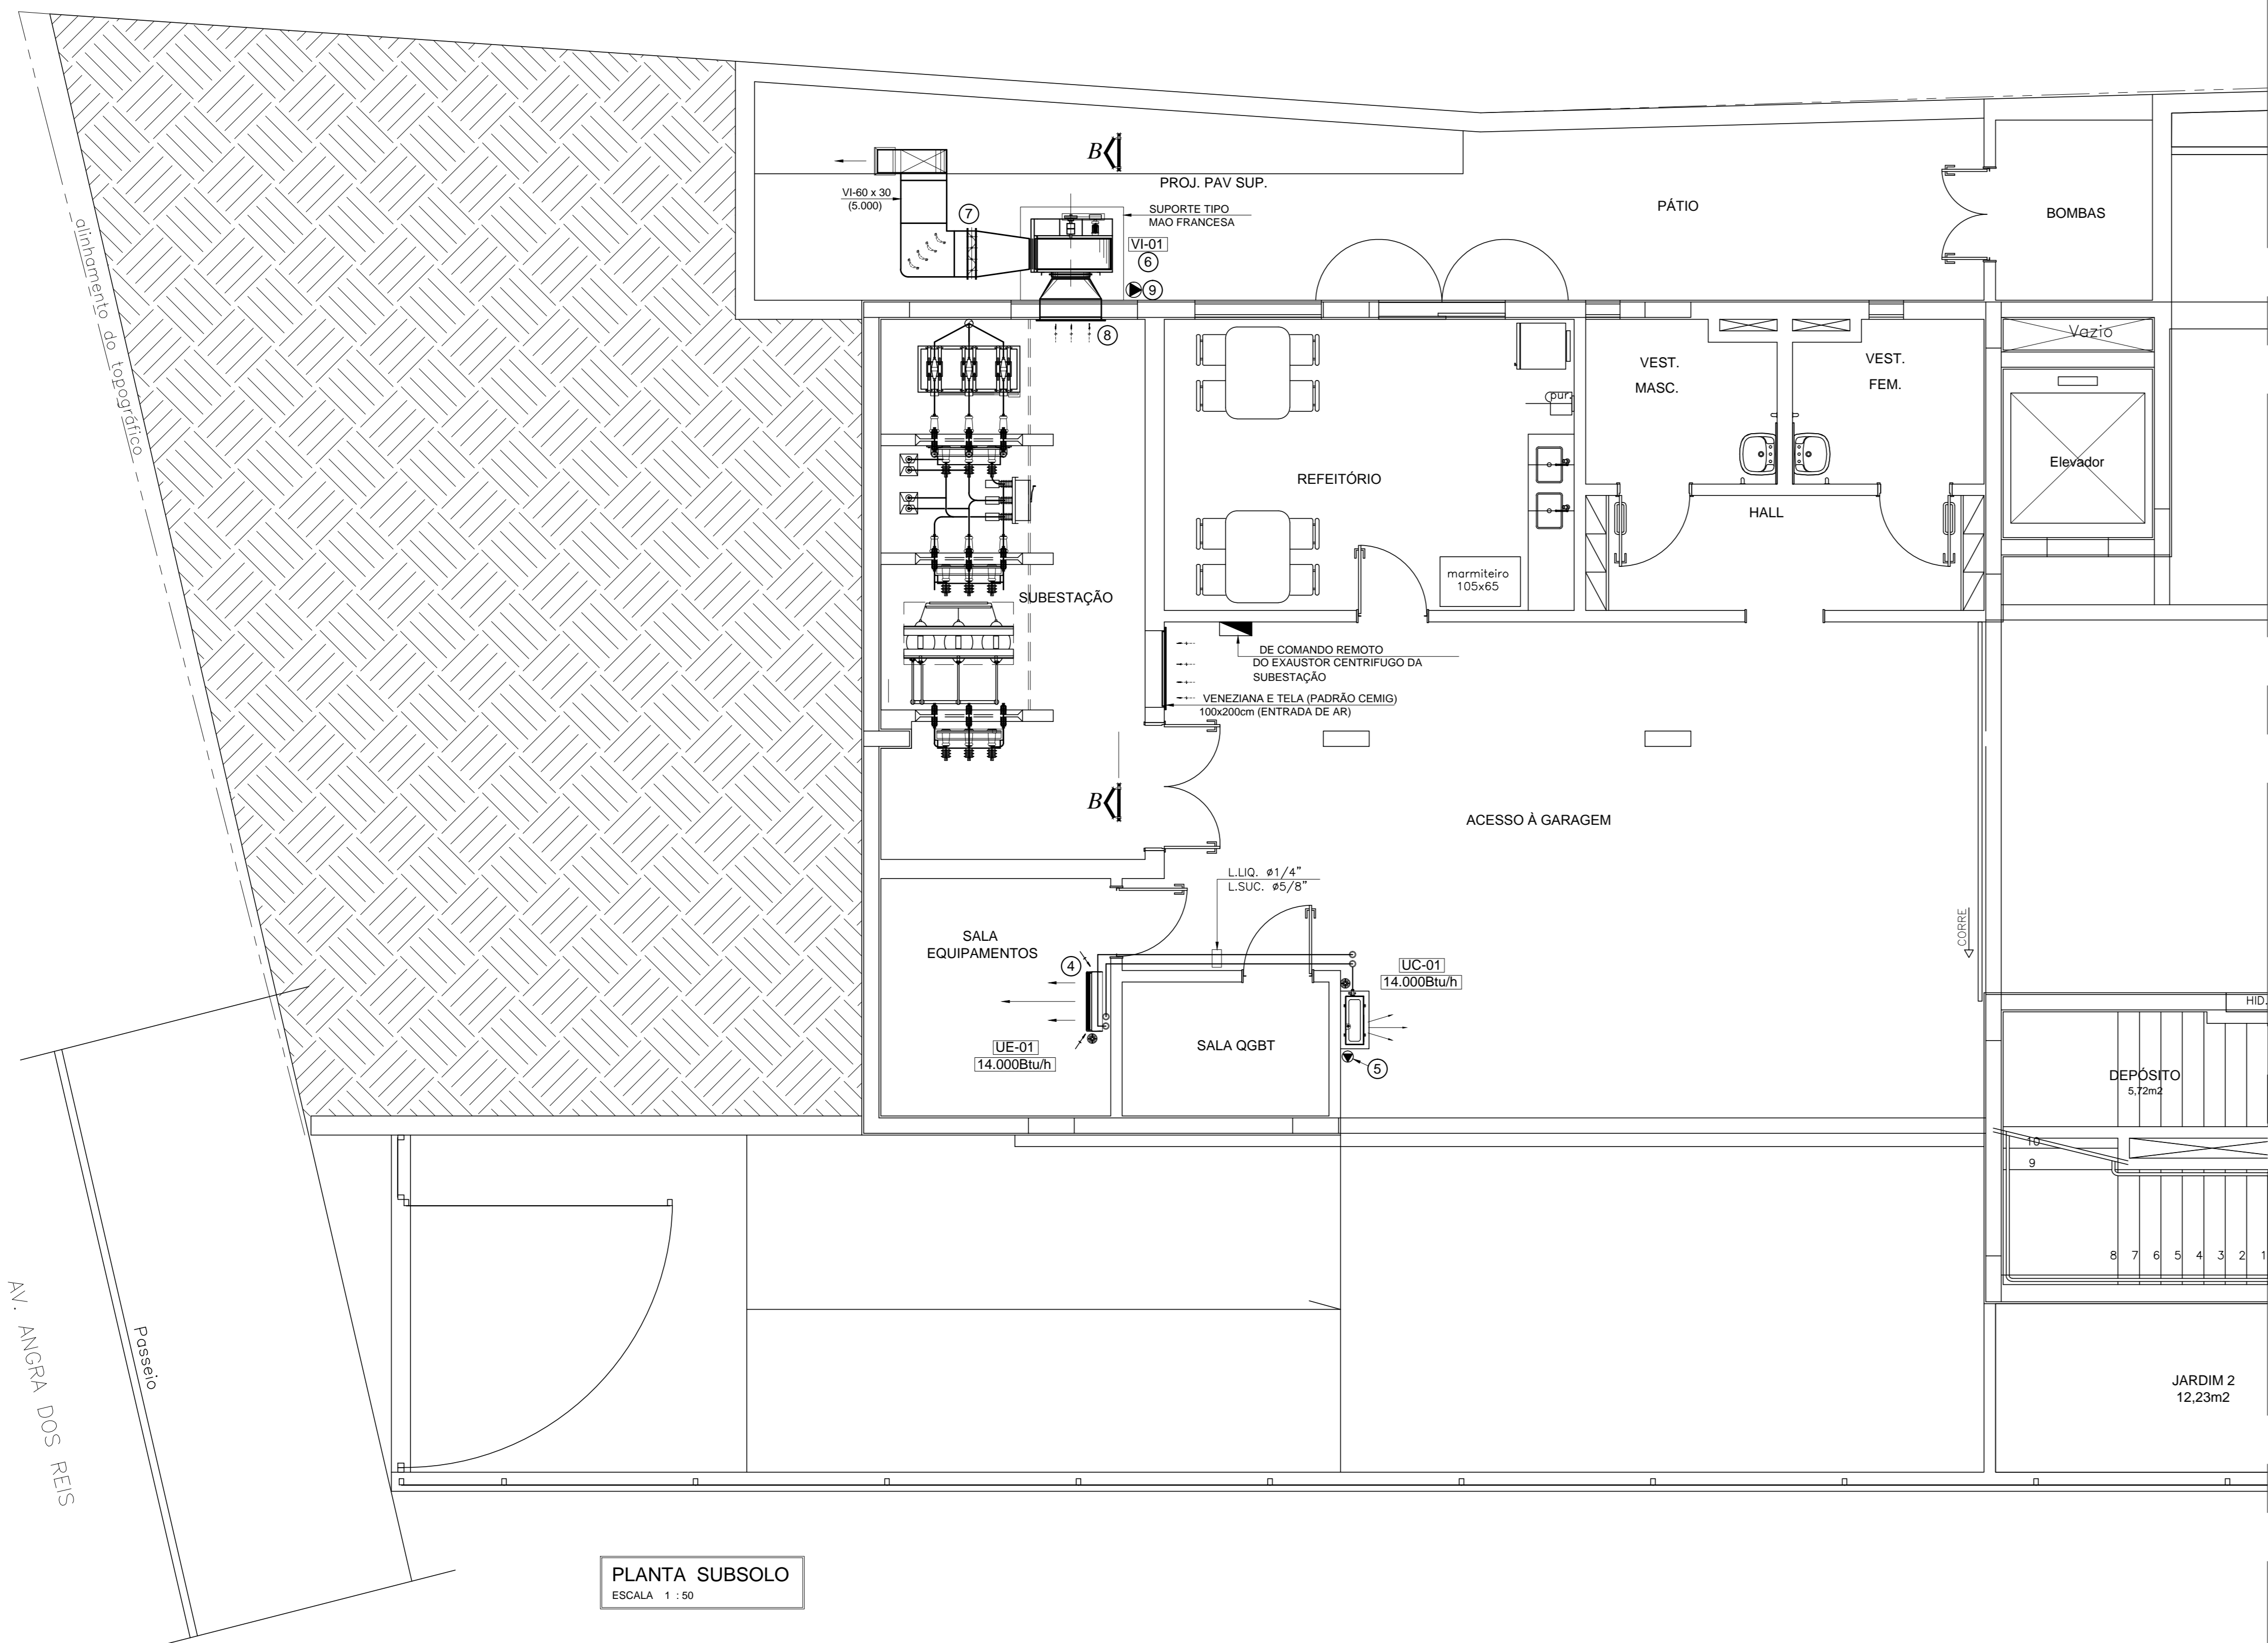 alinhamento do topográfico
B
PROJ. PAV SUP.
VI-60 x 30
(5.000)
7
SUPORTE TIPO
MAO FRANCESA
VI-01
6
9
8
PÁTIO
BOMBAS
Vazio
VEST.
MASC.
VEST.
FEM.
pur.
Elevador
REFEITÓRIO
HALL
marmiteiro
105x65
SUBESTAÇÃO
DE COMANDO REMOTO
DO EXAUSTOR CENTRIFUGO DA
SUBESTAÇÃO
VENEZIANA E TELA (PADRÃO CEMIG)
100x200cm (ENTRADA DE AR)
B
ACESSO À GARAGEM
L.LIQ. ø1/4"
L.SUC. ø5/8"
CORRE
SALA
EQUIPAMENTOS
4
UC-01
14.000Btu/h
HID.
UE-01
14.000Btu/h
SALA QGBT
5
DEPÓSITO
5,72m2
10
9
8 7 6 5 4 3 2 1
JARDIM 2
12,23m2
Passeio
AV. ANGRA DOS REIS
PLANTA SUBSOLO
ESCALA 1 : 50